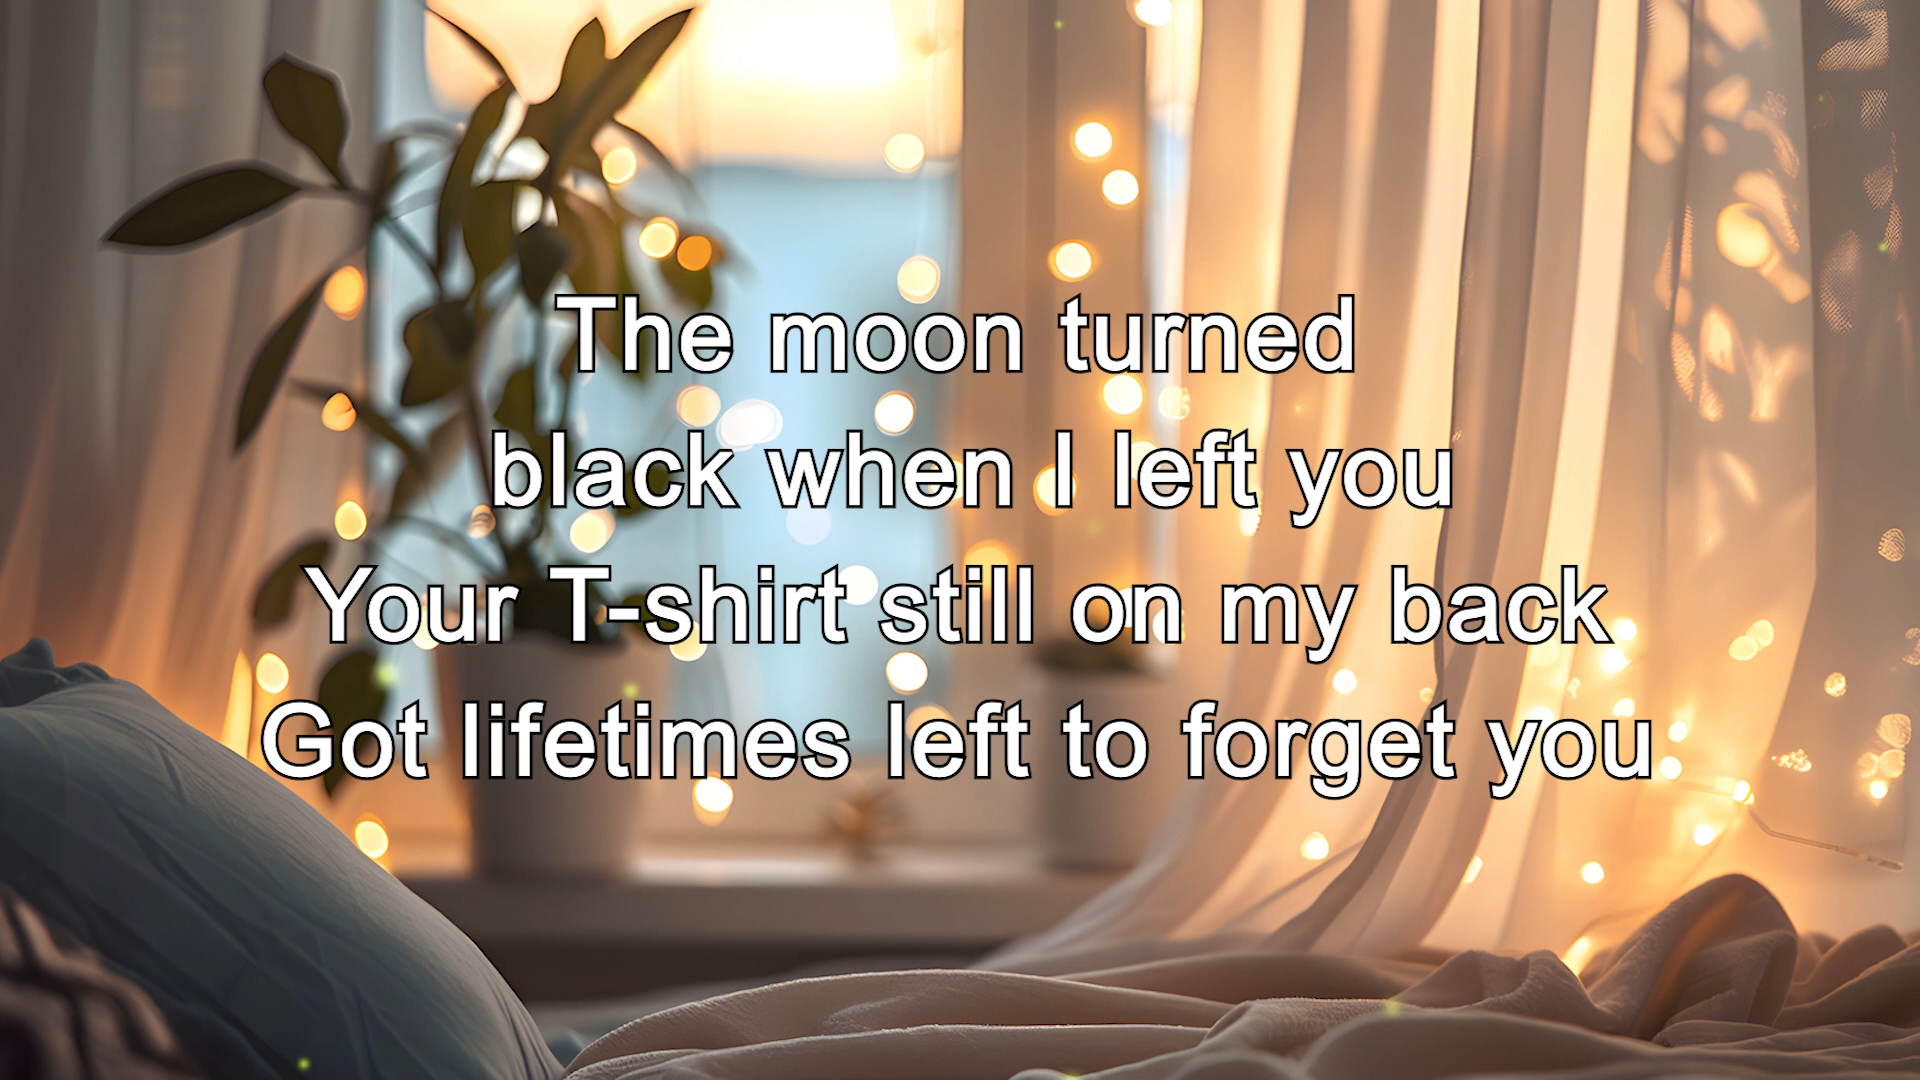 The moon turned
black when I left you
Your T-shirt still on my back
Got lifetimes left to forget you